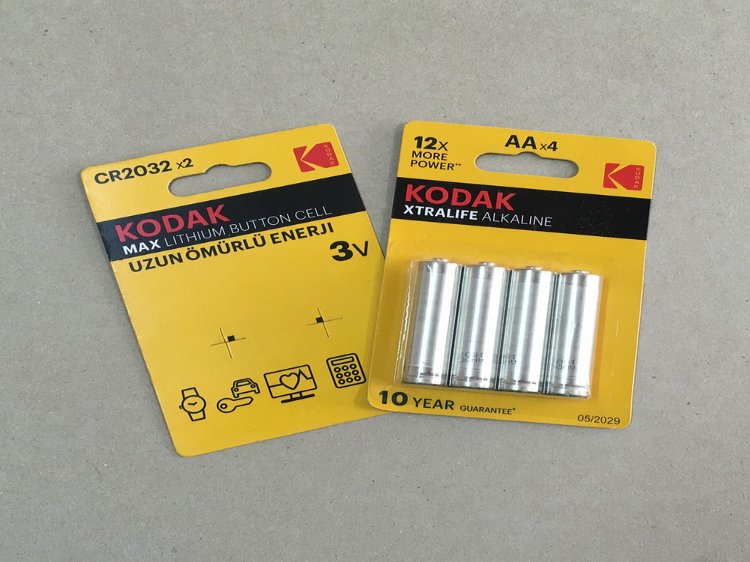 CR2032 x2
KODAK
MAX LITHIUM BUTTON CELL
UZUN ÖMÜRLÜ ENERJI
3V
12X
MORE
POWER**
AA x4
KODAK
XTRALIFE ALKALINE
10 YEAR GUARANTEE*
05/2029